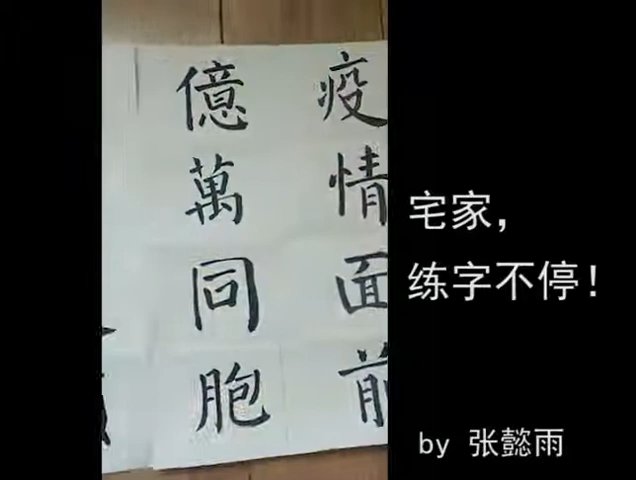 疫情面前
億萬同胞
宅家，
练字不停！
by 张懿雨